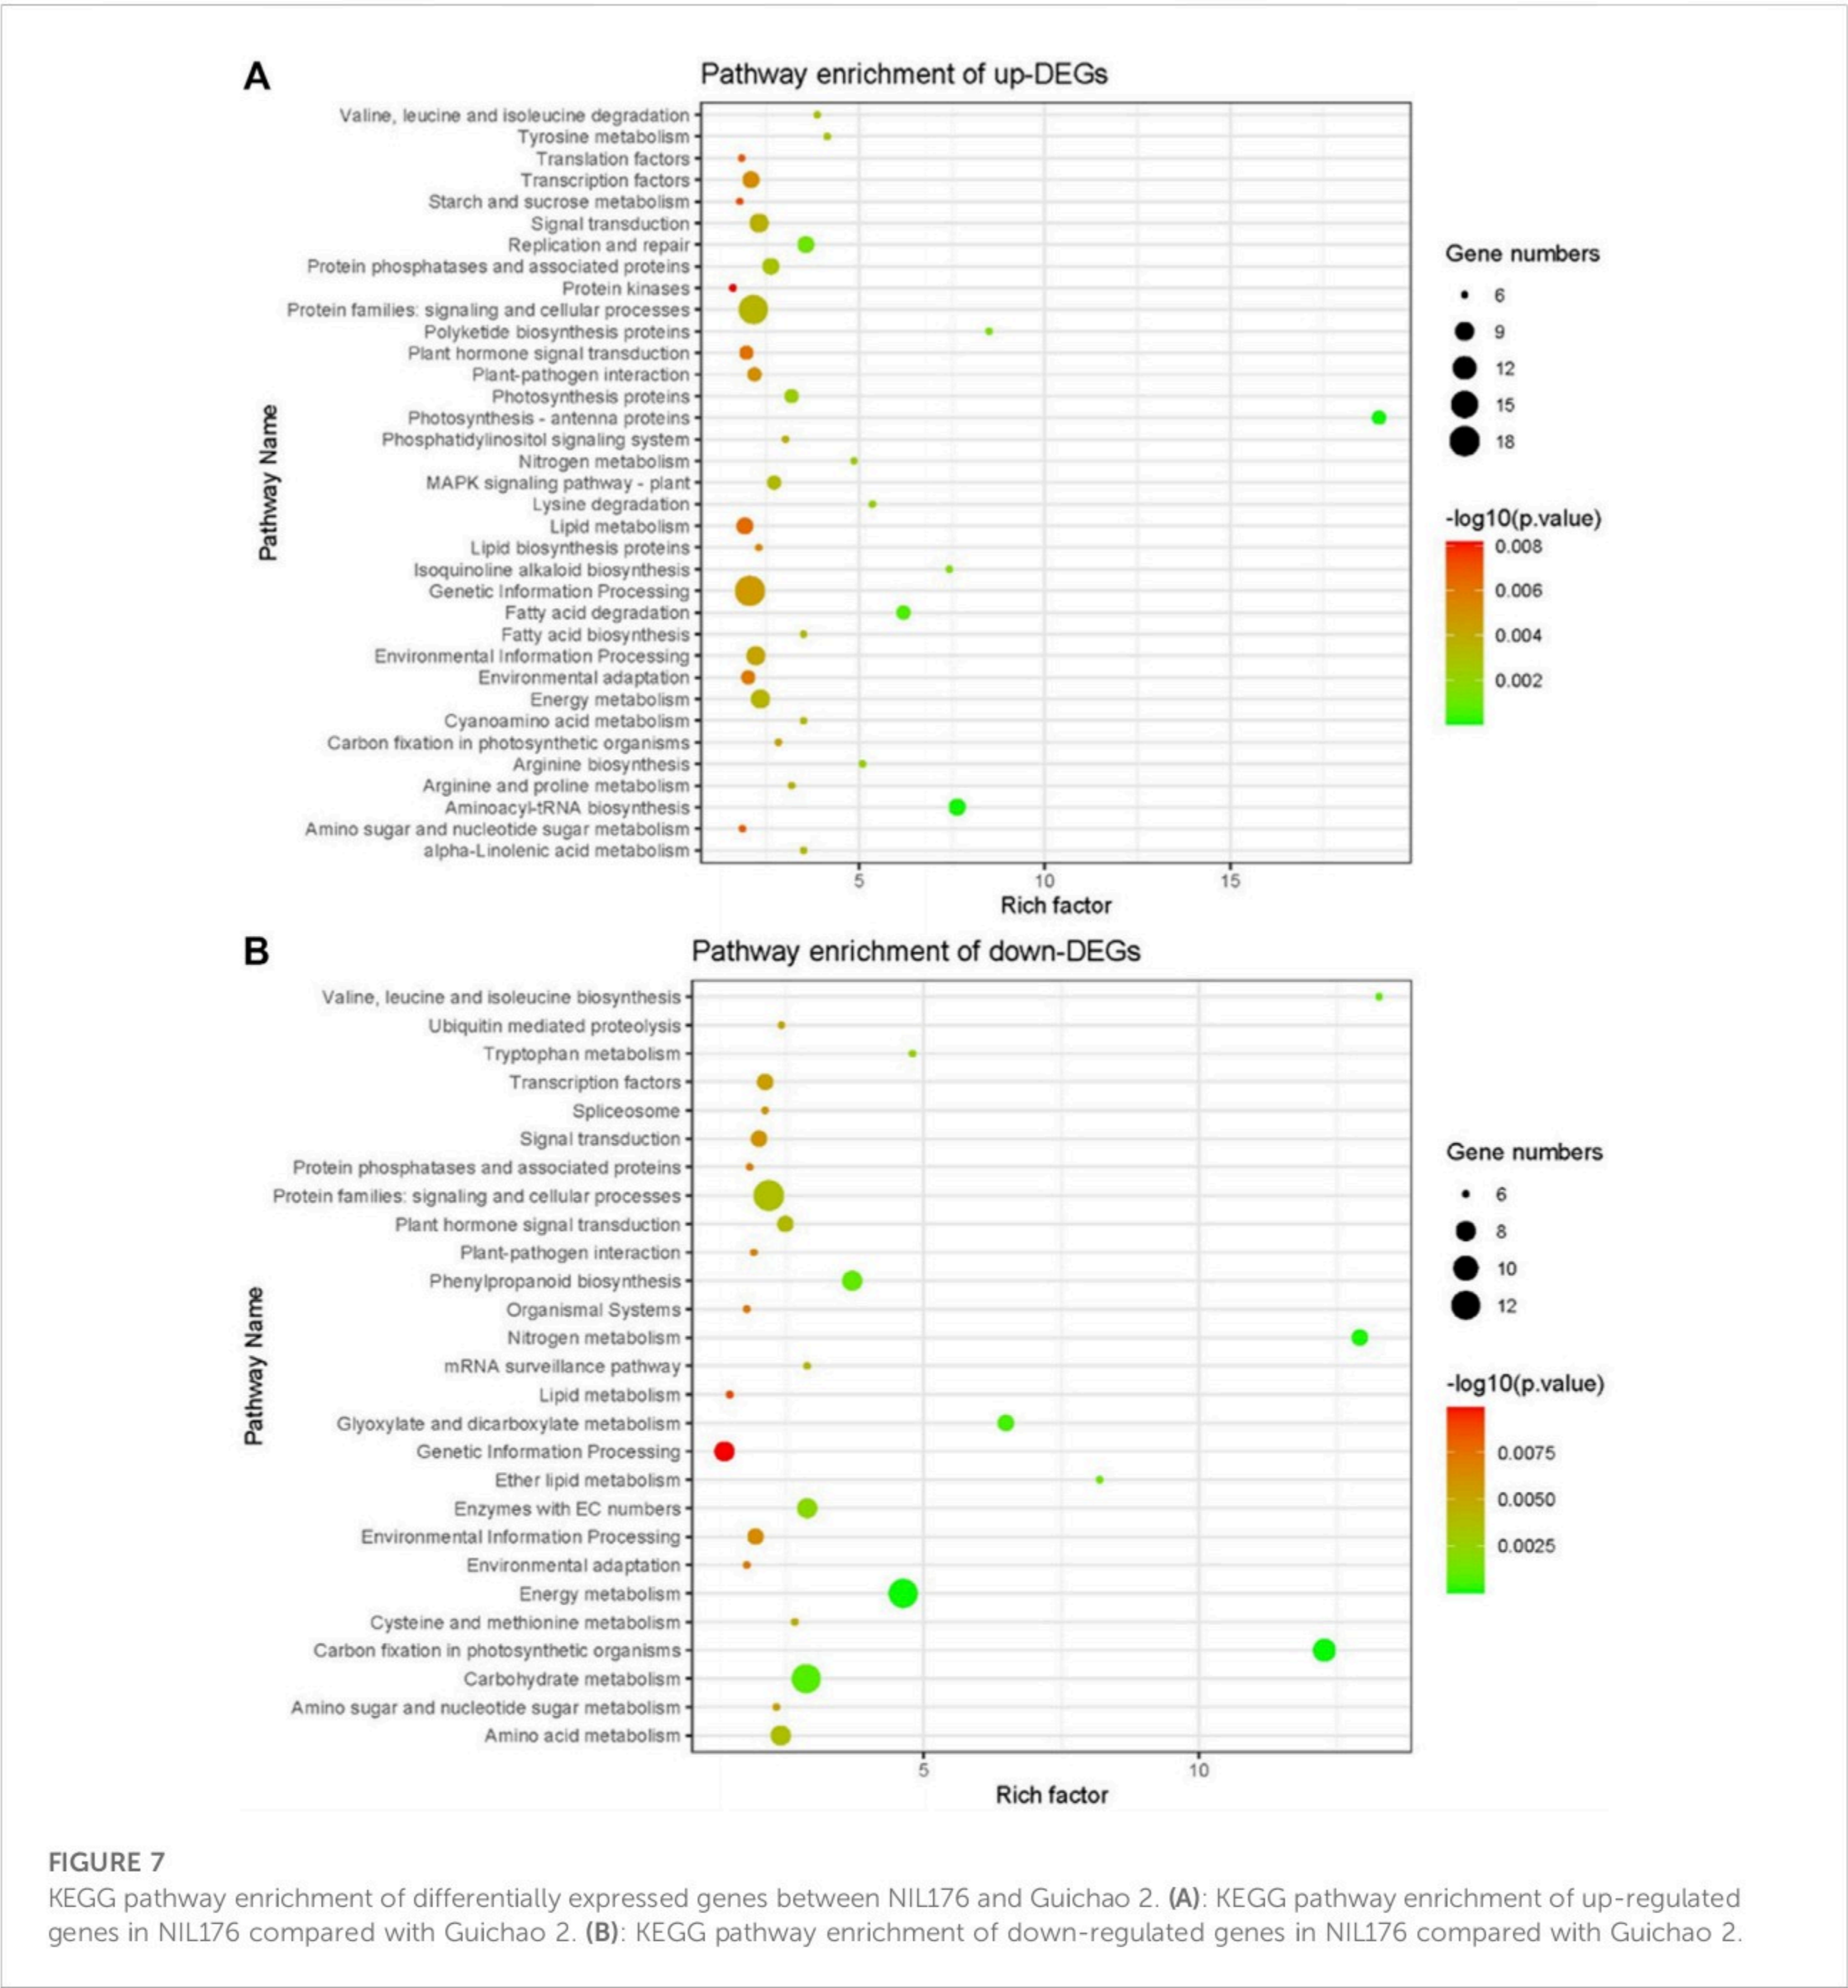 A
Pathway enrichment of up-DEGs
Valine, leucine and isoleucine degradation
Tyrosine metabolism
Translation factors
Transcription factors
Starch and sucrose metabolism
Signal transduction
Replication and repair
Protein phosphatases and associated proteins
Protein kinases
Protein families: signaling and cellular processes
Polyketide biosynthesis proteins
Plant hormone signal transduction
Plant-pathogen interaction
Photosynthesis proteins
Photosynthesis - antenna proteins
Phosphatidylinositol signaling system
Nitrogen metabolism
MAPK signaling pathway - plant
Lysine degradation
Lipid metabolism
Lipid biosynthesis proteins
Isoquinoline alkaloid biosynthesis
Genetic Information Processing
Fatty acid degradation
Fatty acid biosynthesis
Environmental Information Processing
Environmental adaptation
Energy metabolism
Cyanoamino acid metabolism
Carbon fixation in photosynthetic organisms
Arginine biosynthesis
Arginine and proline metabolism
Aminoacyl-tRNA biosynthesis
Amino sugar and nucleotide sugar metabolism
alpha-Linolenic acid metabolism
Pathway Name
5 10 15
Rich factor
Gene numbers
6
9
12
15
18
-log10(p.value)
0.008
0.006
0.004
0.002
B
Pathway enrichment of down-DEGs
Valine, leucine and isoleucine biosynthesis
Ubiquitin mediated proteolysis
Tryptophan metabolism
Transcription factors
Spliceosome
Signal transduction
Protein phosphatases and associated proteins
Protein families: signaling and cellular processes
Plant hormone signal transduction
Plant-pathogen interaction
Phenylpropanoid biosynthesis
Organismal Systems
Nitrogen metabolism
mRNA surveillance pathway
Lipid metabolism
Glyoxylate and dicarboxylate metabolism
Genetic Information Processing
Ether lipid metabolism
Enzymes with EC numbers
Environmental Information Processing
Environmental adaptation
Energy metabolism
Cysteine and methionine metabolism
Carbon fixation in photosynthetic organisms
Carbohydrate metabolism
Amino sugar and nucleotide sugar metabolism
Amino acid metabolism
Pathway Name
5 10
Rich factor
Gene numbers
6
8
10
12
-log10(p.value)
0.0075
0.0050
0.0025
FIGURE 7
KEGG pathway enrichment of differentially expressed genes between NIL176 and Guichao 2. (A): KEGG pathway enrichment of up-regulated
genes in NIL176 compared with Guichao 2. (B): KEGG pathway enrichment of down-regulated genes in NIL176 compared with Guichao 2.